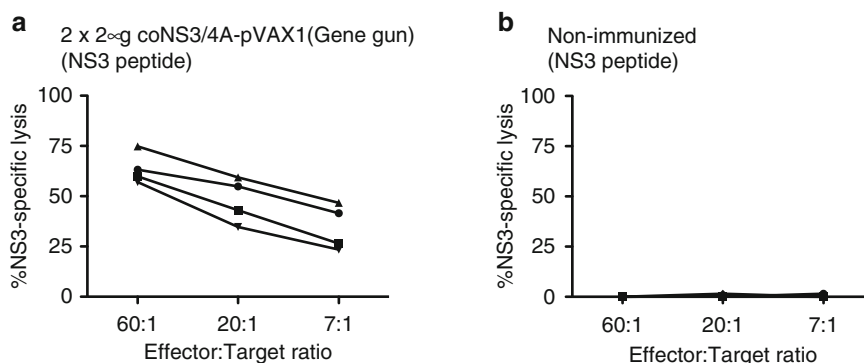 a
2 x 2∝g coNS3/4A-pVAX1(Gene gun)
(NS3 peptide)
%NS3-specific lysis
100
75
50
25
0
60:1
20:1
7:1
Effector:Target ratio
b
Non-immunized
(NS3 peptide)
%NS3-specific lysis
100
75
50
25
0
60:1
20:1
7:1
Effector:Target ratio